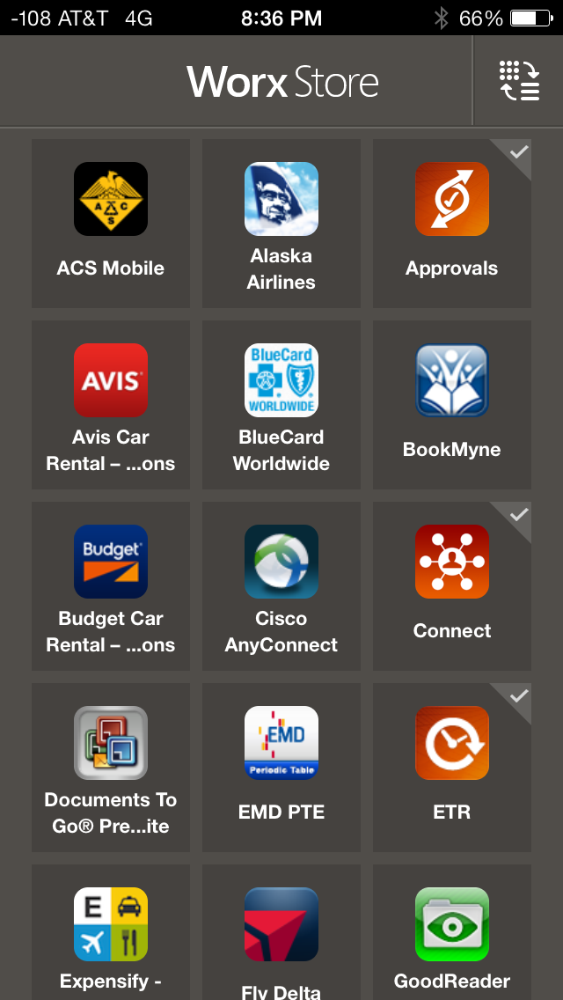 -108 AT&T 4G 8:36 PM 66%
Worx Store
A C S
ACS Mobile
Alaska
Airlines
Approvals
AVIS
Avis Car
Rental – ...ons
BlueCard
WORLDWIDE
BlueCard
Worldwide
BookMyne
Budget
Budget Car
Rental – ...ons
Cisco
AnyConnect
Connect
Documents To
Go® Pre...ite
EMD
Periodic Table
EMD PTE
ETR
E
Expensify -
Fly Delta
GoodReader